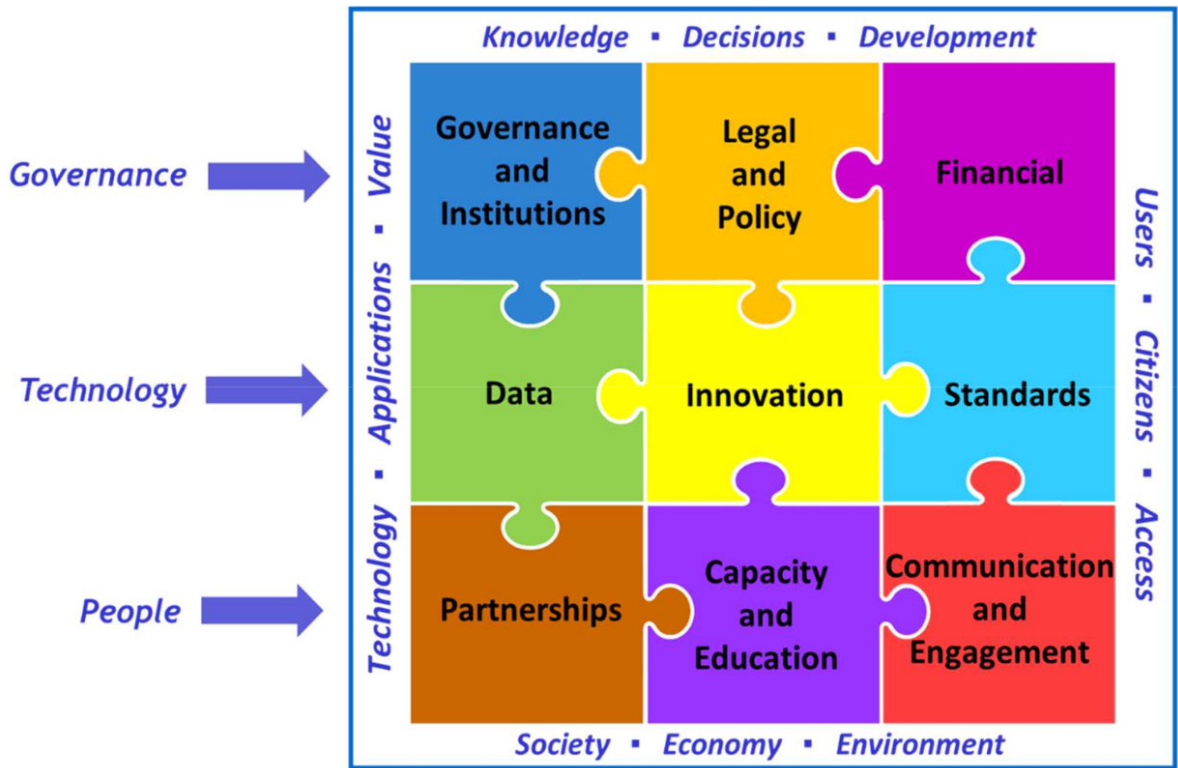 Knowledge ▪ Decisions ▪ Development
Governance
Technology
People
Technology ▪ Applications ▪ Value
Governance
and
Institutions
Legal
and
Policy
Financial
Data
Innovation
Standards
Partnerships
Capacity
and
Education
Communication
and
Engagement
Users ▪ Citizens ▪ Access
Society ▪ Economy ▪ Environment